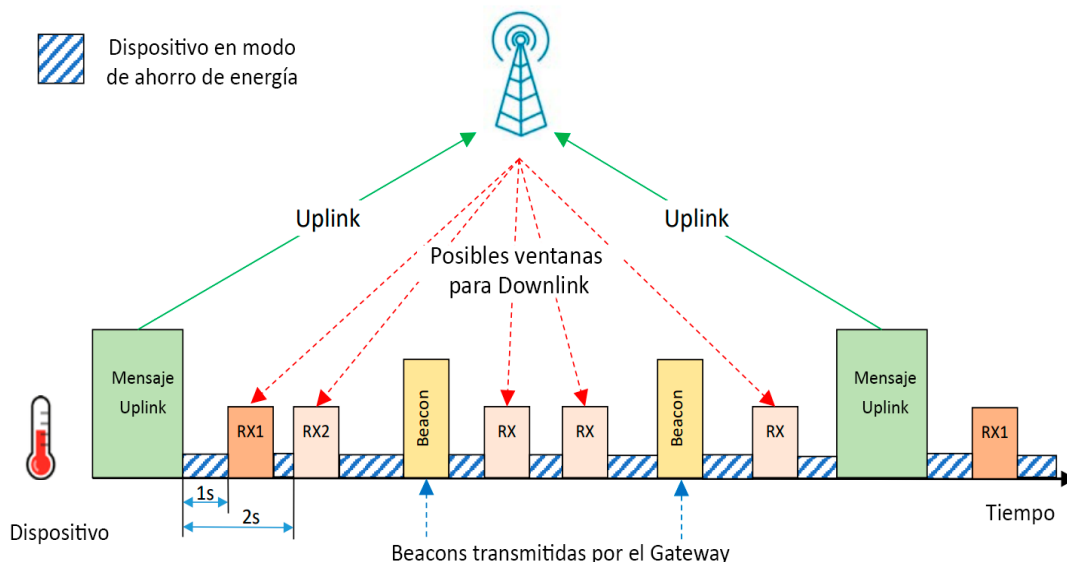 Dispositivo en modo
de ahorro de energía
Uplink
Uplink
Posibles ventanas
para Downlink
Mensaje
Uplink
RX1
RX2
Beacon
RX
RX
Beacon
RX
Mensaje
Uplink
RX1
1s
2s
Dispositivo
Tiempo
Beacons transmitidas por el Gateway